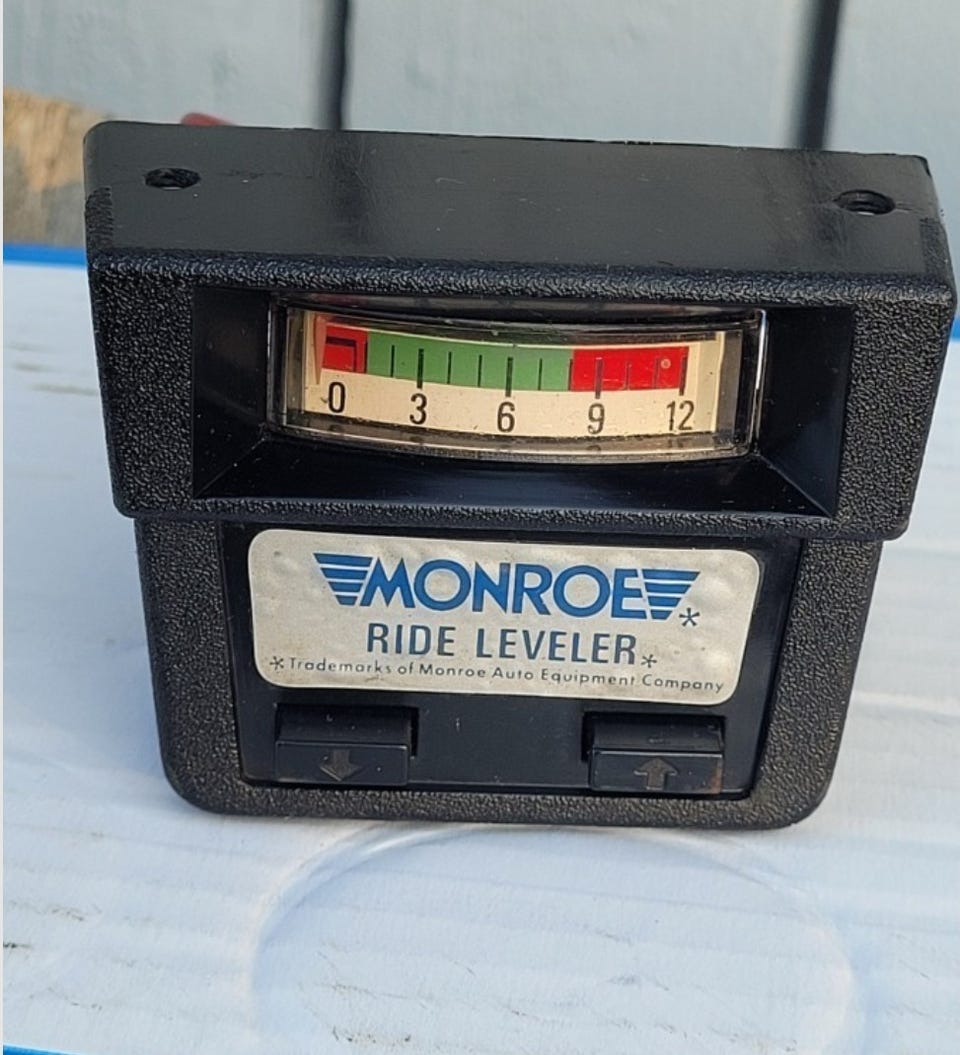 0 3 6 9 12
MONROE*
RIDE LEVELER*
*Trademarks of Monroe Auto Equipment Company